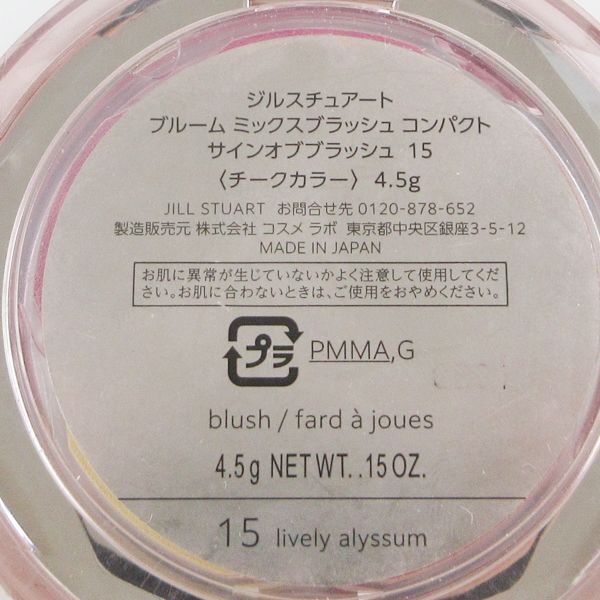 ジルスチュアート
ブルーム ミックスブラッシュ コンパクト
サインオブブラッシュ 15
〈チークカラー〉 4.5g
JILL STUART お問合せ先 0120-878-652
製造販売元 株式会社 コスメ ラボ 東京都中央区銀座3-5-12
MADE IN JAPAN
お肌に異常が生じていないかよく注意して使用してくだ
さい。お肌に合わないときは、ご使用をおやめください。
プラ PMMA,G
blush / fard à joues
4.5g NET WT. .15 OZ.
15 lively alyssum